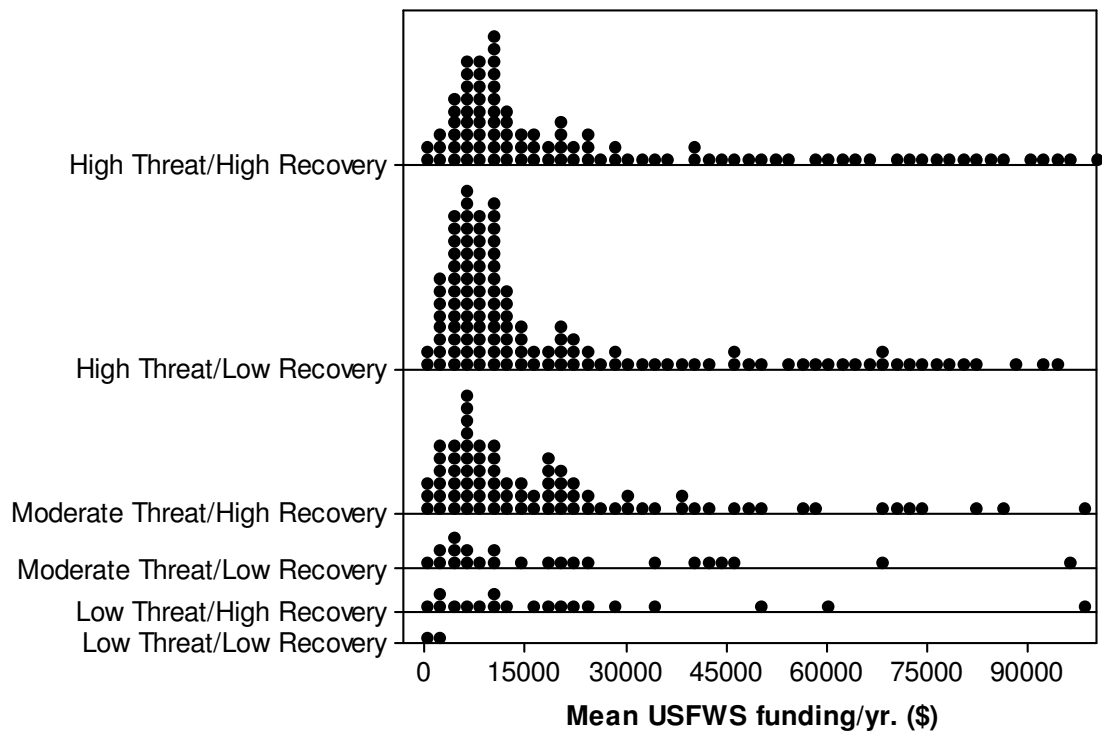 High Threat/High Recovery
High Threat/Low Recovery
Moderate Threat/High Recovery
Moderate Threat/Low Recovery
Low Threat/High Recovery
Low Threat/Low Recovery
0 15000 30000 45000 60000 75000 90000
Mean USFWS funding/yr. ($)